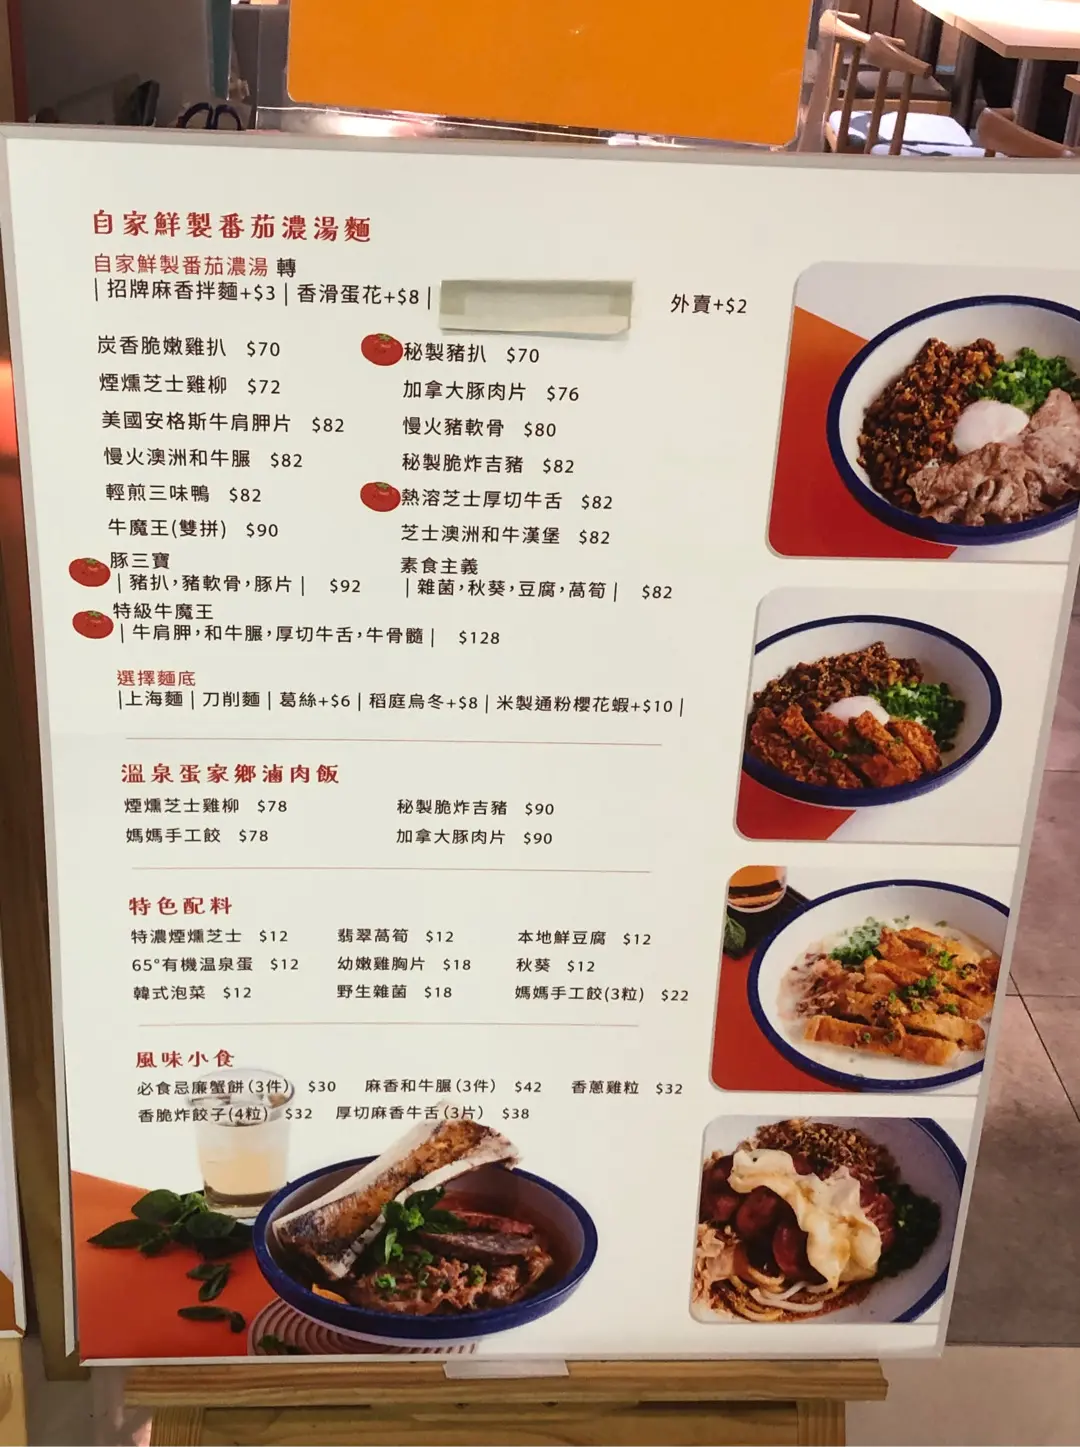 自家鮮製番茄濃湯麵
自家鮮製番茄濃湯 轉
| 招牌麻香拌麵+$3 | 香滑蛋花+$8 |
外賣+$2
炭香脆嫩雞扒 $70
秘製豬扒 $70
煙燻芝士雞柳 $72
加拿大豚肉片 $76
美國安格斯牛肩胛片 $82
慢火豬軟骨 $80
慢火澳洲和牛𦟌 $82
秘製脆炸吉豬 $82
輕煎三味鴨 $82
熱溶芝士厚切牛舌 $82
牛魔王(雙拼) $90
芝士澳洲和牛漢堡 $82
豚三寶
| 豬扒,豬軟骨,豚片 | $92
素食主義
| 雜菌,秋葵,豆腐,萵筍 | $82
特級牛魔王
| 牛肩胛,和牛𦟌,厚切牛舌,牛骨髓 | $128
選擇麵底
|上海麵 | 刀削麵 | 葛絲+$6 | 稻庭烏冬+$8 | 米製通粉櫻花蝦+$10 |
溫泉蛋家鄉滷肉飯
煙燻芝士雞柳 $78
秘製脆炸吉豬 $90
媽媽手工餃 $78
加拿大豚肉片 $90
特色配料
特濃煙燻芝士 $12
翡翠萵筍 $12
本地鮮豆腐 $12
65°有機溫泉蛋 $12
幼嫩雞胸片 $18
秋葵 $12
韓式泡菜 $12
野生雜菌 $18
媽媽手工餃(3粒) $22
風味小食
必食忌廉蟹餅(3件) $30
麻香和牛𦟌(3件) $42
香蔥雞粒 $32
香脆炸餃子(4粒) $32
厚切麻香牛舌(3片) $38